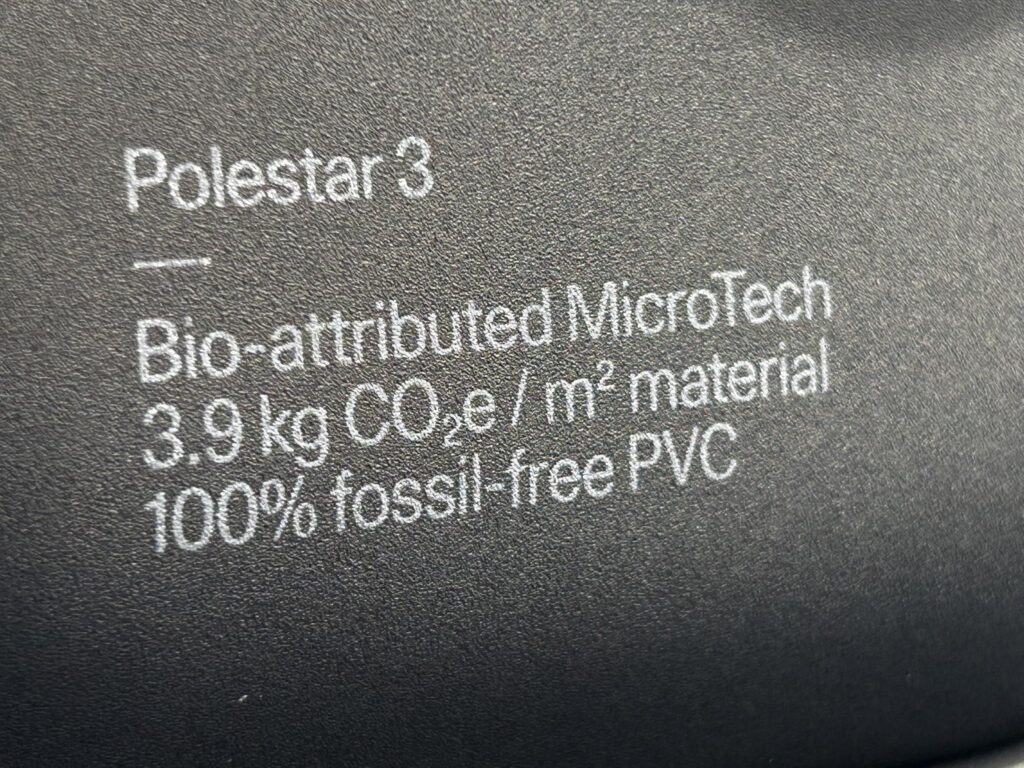 Polestar 3
—
Bio-attributed MicroTech
3.9 kg CO₂e / m² material
100% fossil-free PVC